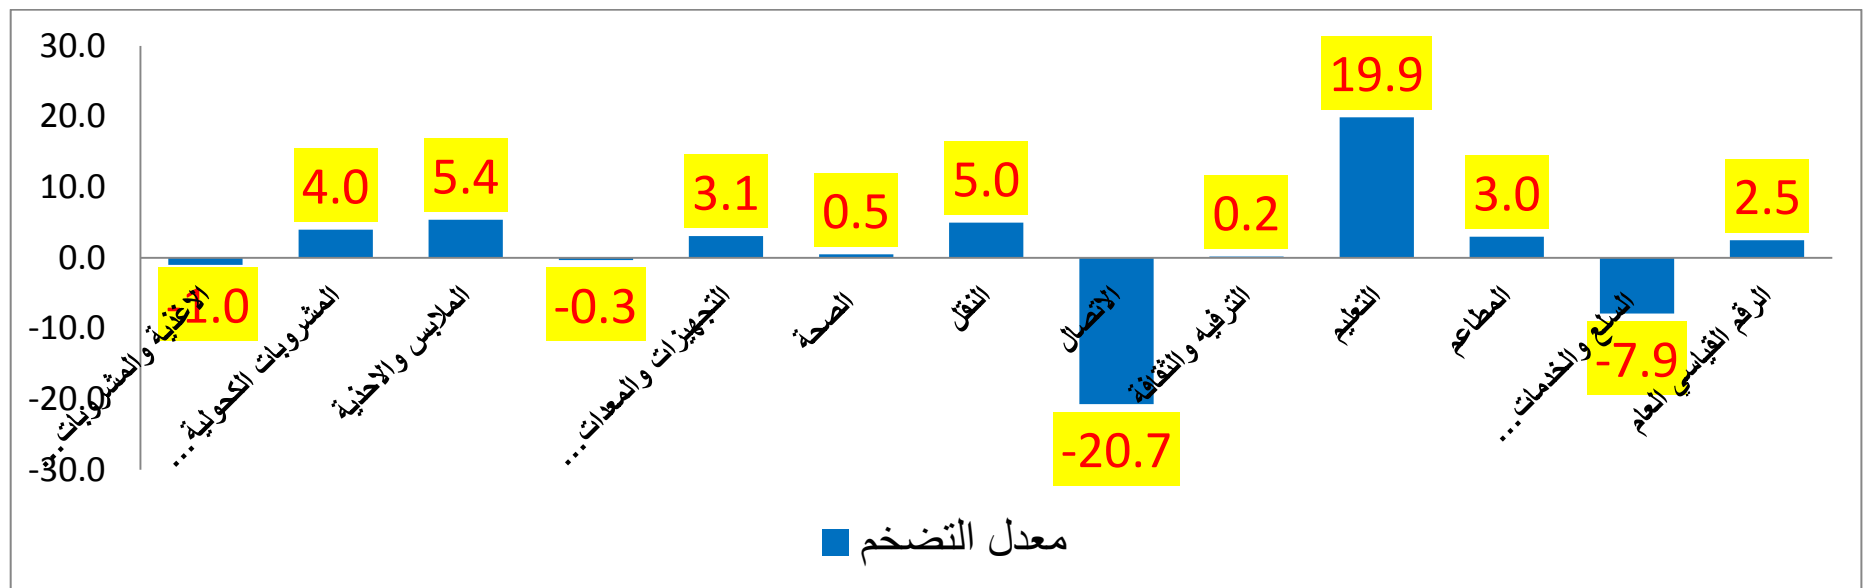 30.0
20.0
10.0
0.0
-10.0
-20.0
-30.0
-1.0
4.0
5.4
-0.3
3.1
0.5
5.0
-20.7
0.2
19.9
3.0
-7.9
2.5
الاغذية والمشروبات...
المشروبات الكحولية...
الملابس والاحذية
التجهيزات والمعدات...
الصحة
النقل
الاتصال
الترفيه والثقافة
التعليم
المطاعم
السلع والخدمات...
الرقم القياسي العام
معدل التضخم